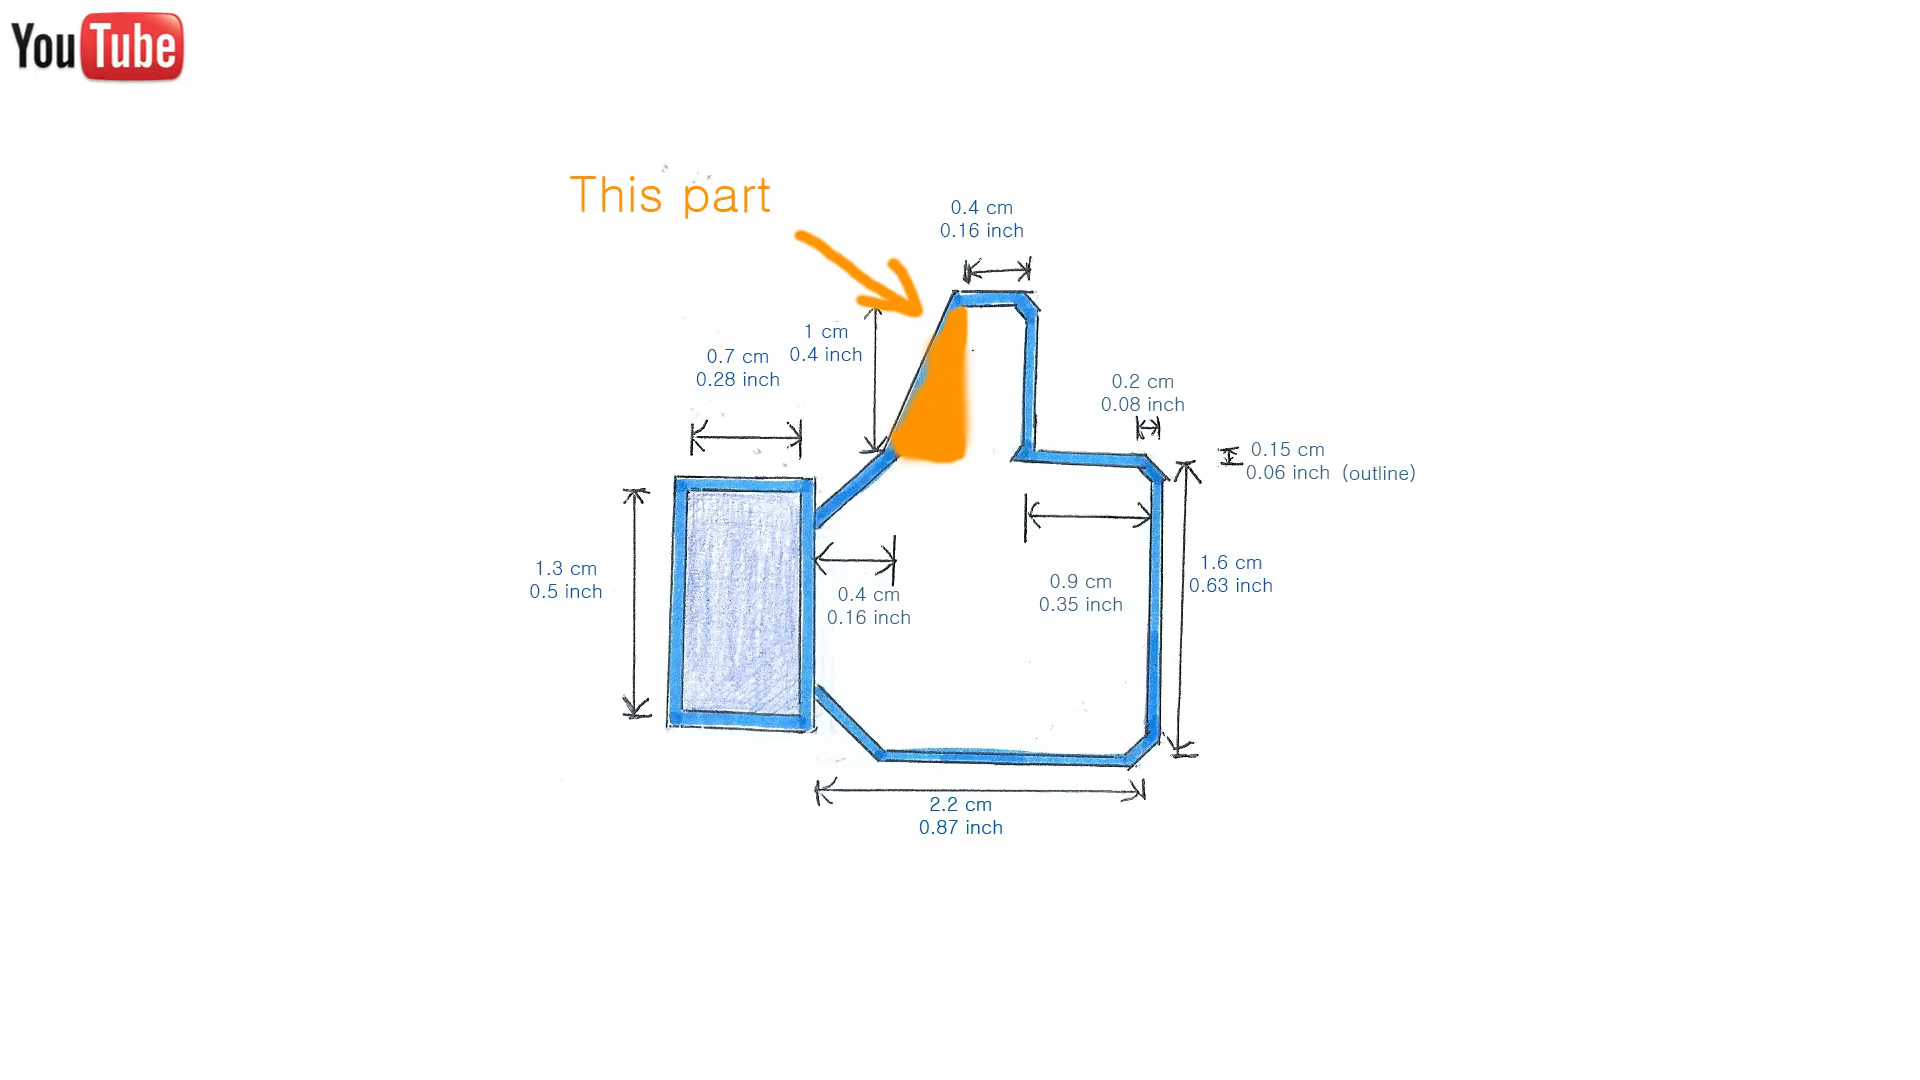 YouTube
This part
0.4 cm
0.16 inch
1 cm
0.4 inch
0.7 cm
0.28 inch
0.2 cm
0.08 inch
0.15 cm
0.06 inch (outline)
1.3 cm
0.5 inch
0.4 cm
0.16 inch
0.9 cm
0.35 inch
1.6 cm
0.63 inch
2.2 cm
0.87 inch